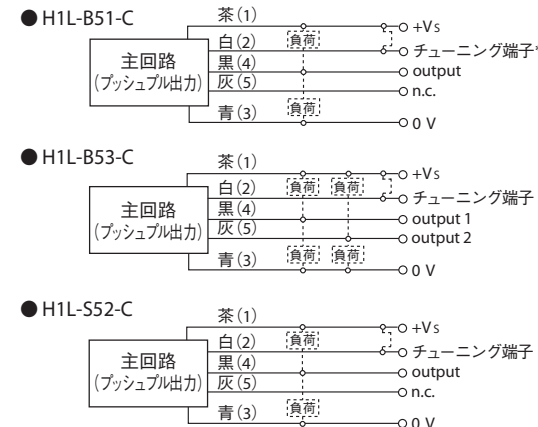 ● H1L-B51-C
茶(1)
+Vs
白(2)
負荷
チューニング端子*
主回路
(プッシュプル出力)
黒(4)
output
灰(5)
n.c.
負荷
青(3)
0 V
● H1L-B53-C
茶(1)
+Vs
白(2)
負荷 負荷
チューニング端子
主回路
(プッシュプル出力)
黒(4)
output 1
灰(5)
output 2
負荷 負荷
青(3)
0 V
● H1L-S52-C
茶(1)
+Vs
白(2)
負荷
チューニング端子
主回路
(プッシュプル出力)
黒(4)
output
灰(5)
n.c.
負荷
青(3)
0 V